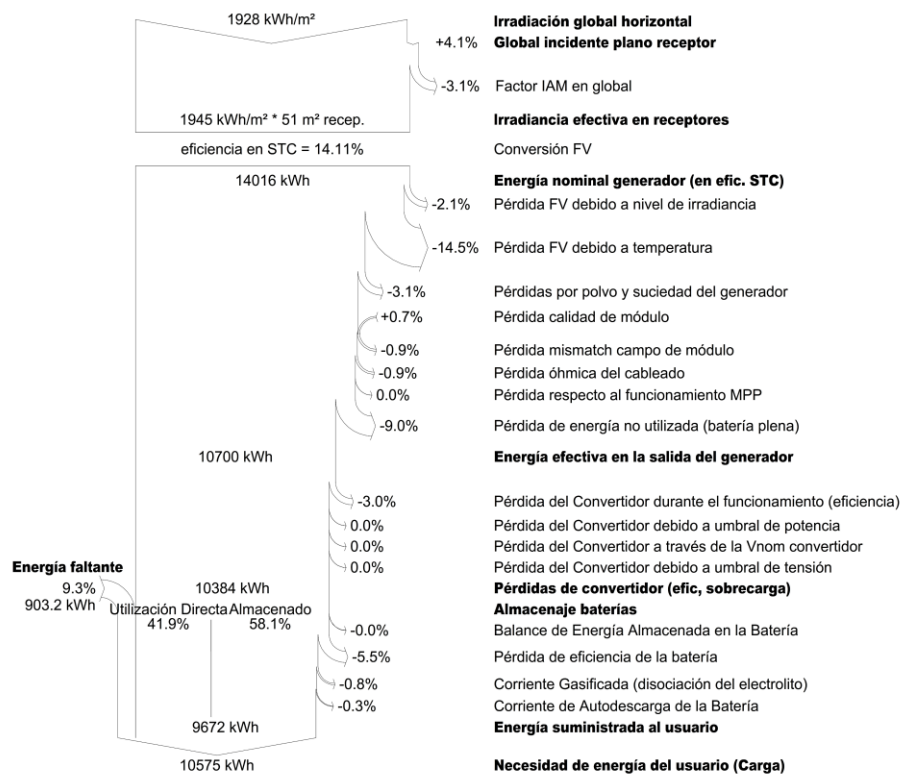 1928 kWh/m² Irradiación global horizontal
+4.1% Global incidente plano receptor
-3.1% Factor IAM en global
1945 kWh/m² * 51 m² recep. Irradiancia efectiva en receptores
eficiencia en STC = 14.11% Conversión FV
14016 kWh Energía nominal generador (en efic. STC)
-2.1% Pérdida FV debido a nivel de irradiancia
-14.5% Pérdida FV debido a temperatura
-3.1% Pérdidas por polvo y suciedad del generador
+0.7% Pérdida calidad de módulo
-0.9% Pérdida mismatch campo de módulo
-0.9% Pérdida óhmica del cableado
0.0% Pérdida respecto al funcionamiento MPP
-9.0% Pérdida de energía no utilizada (batería plena)
10700 kWh Energía efectiva en la salida del generador
-3.0% Pérdida del Convertidor durante el funcionamiento (eficiencia)
0.0% Pérdida del Convertidor debido a umbral de potencia
0.0% Pérdida del Convertidor a través de la Vnom convertidor
Energía faltante 0.0% Pérdida del Convertidor debido a umbral de tensión
9.3% 10384 kWh Pérdidas de convertidor (efic, sobrecarga)
903.2 kWh Utilización Directa Almacenado Almacenaje baterías
41.9% 58.1% -0.0% Balance de Energía Almacenada en la Batería
-5.5% Pérdida de eficiencia de la batería
-0.8% Corriente Gasificada (disociación del electrolito)
-0.3% Corriente de Autodescarga de la Batería
9672 kWh Energía suministrada al usuario
10575 kWh Necesidad de energía del usuario (Carga)